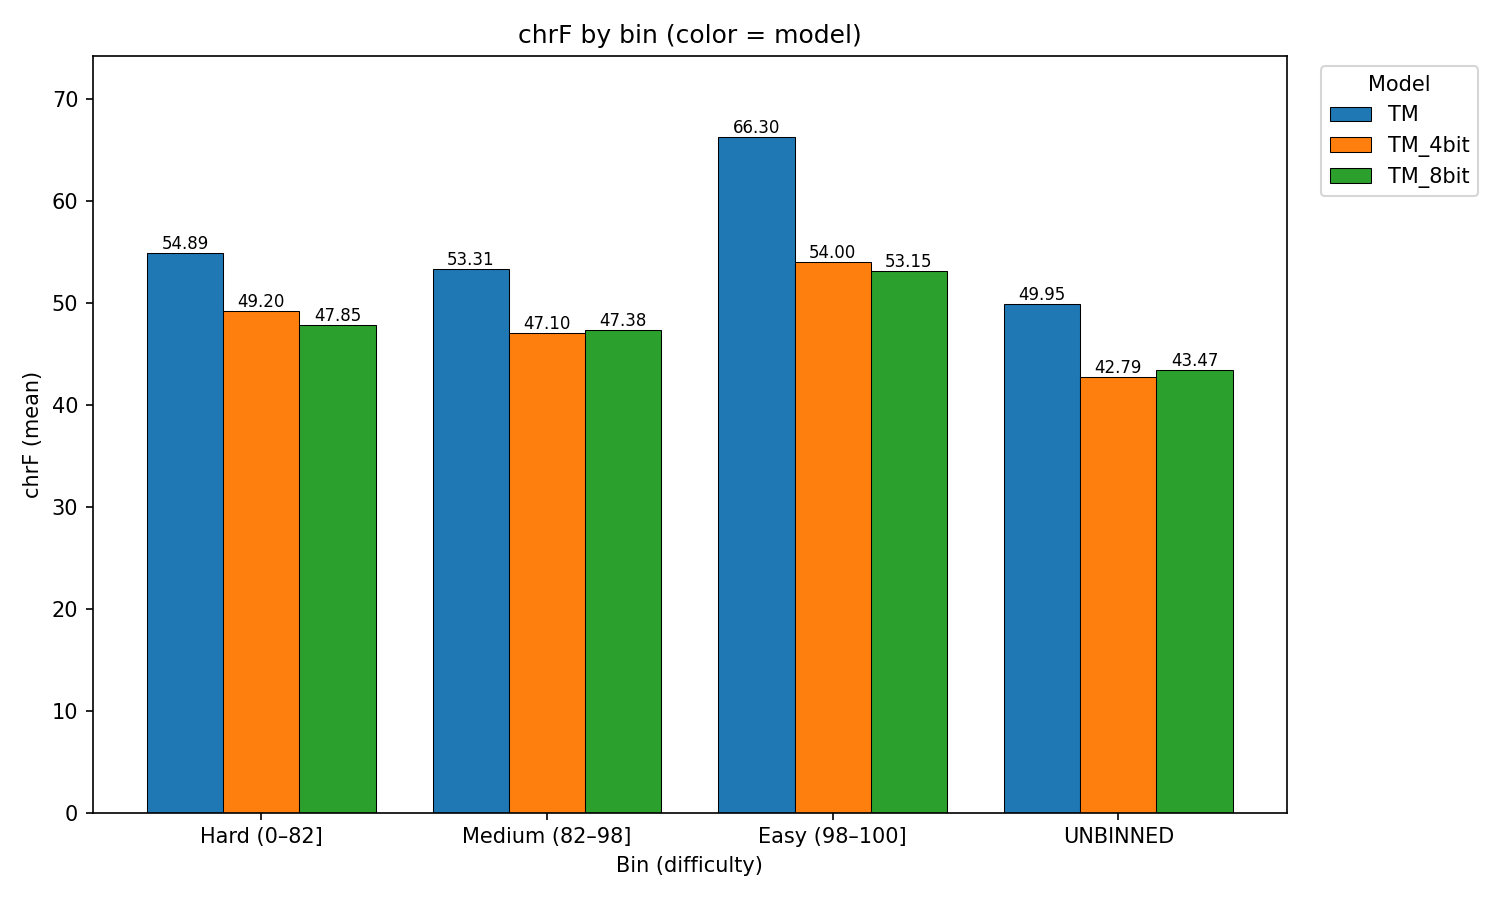 chrF by bin (color = model)
Model
TM
TM_4bit
TM_8bit
chrF (mean)
70
60
50
40
30
20
10
0
54.89
49.20
47.85
53.31
47.10
47.38
66.30
54.00
53.15
49.95
42.79
43.47
Hard (0–82]
Medium (82–98]
Easy (98–100]
UNBINNED
Bin (difficulty)